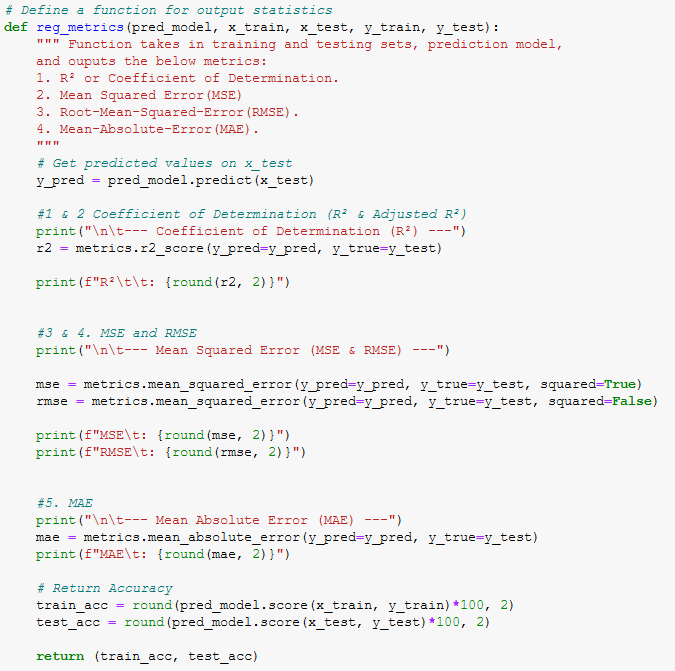 # Define a function for output statistics
def reg_metrics(pred_model, x_train, x_test, y_train, y_test):
    """ Function takes in training and testing sets, prediction model,
    and ouputs the below metrics:
    1. R² or Coefficient of Determination.
    2. Mean Squared Error(MSE)
    3. Root-Mean-Squared-Error(RMSE).
    4. Mean-Absolute-Error(MAE).
    """
    # Get predicted values on x_test
    y_pred = pred_model.predict(x_test)

    #1 & 2 Coefficient of Determination (R² & Adjusted R²)
    print("\n\t--- Coefficient of Determination (R²) ---")
    r2 = metrics.r2_score(y_pred=y_pred, y_true=y_test)

    print(f"R²\t\t: {round(r2, 2)}")


    #3 & 4. MSE and RMSE
    print("\n\t--- Mean Squared Error (MSE & RMSE) ---")

    mse = metrics.mean_squared_error(y_pred=y_pred, y_true=y_test, squared=True)
    rmse = metrics.mean_squared_error(y_pred=y_pred, y_true=y_test, squared=False)

    print(f"MSE\t: {round(mse, 2)}")
    print(f"RMSE\t: {round(rmse, 2)}")


    #5. MAE
    print("\n\t--- Mean Absolute Error (MAE) ---")
    mae = metrics.mean_absolute_error(y_pred=y_pred, y_true=y_test)
    print(f"MAE\t: {round(mae, 2)}")

    # Return Accuracy
    train_acc = round(pred_model.score(x_train, y_train)*100, 2)
    test_acc = round(pred_model.score(x_test, y_test)*100, 2)

    return (train_acc, test_acc)